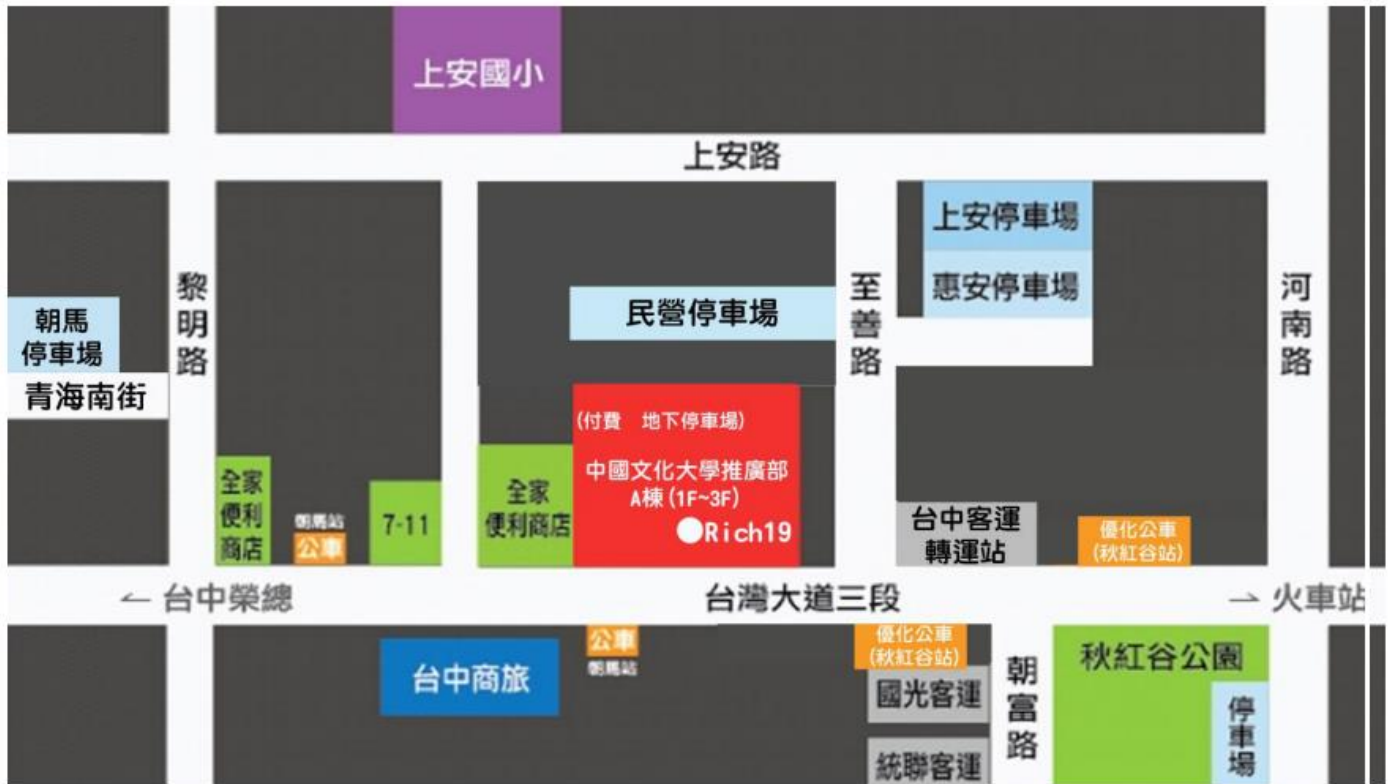 上安國小
上安路
上安停車場
惠安停車場
黎明路
至善路
河南路
民營停車場
朝馬
停車場
青海南街
(付費 地下停車場)
中國文化大學推廣部
A棟(1F~3F)
Rich19
全家
便利
商店
朝馬站
公車
7-11
全家
便利商店
台中客運
轉運站
優化公車
(秋紅谷站)
← 台中榮總
台灣大道三段
→ 火車站
公車
朝馬站
台中商旅
優化公車
(秋紅谷站)
國光客運
統聯客運
朝富路
秋紅谷公園
停車場